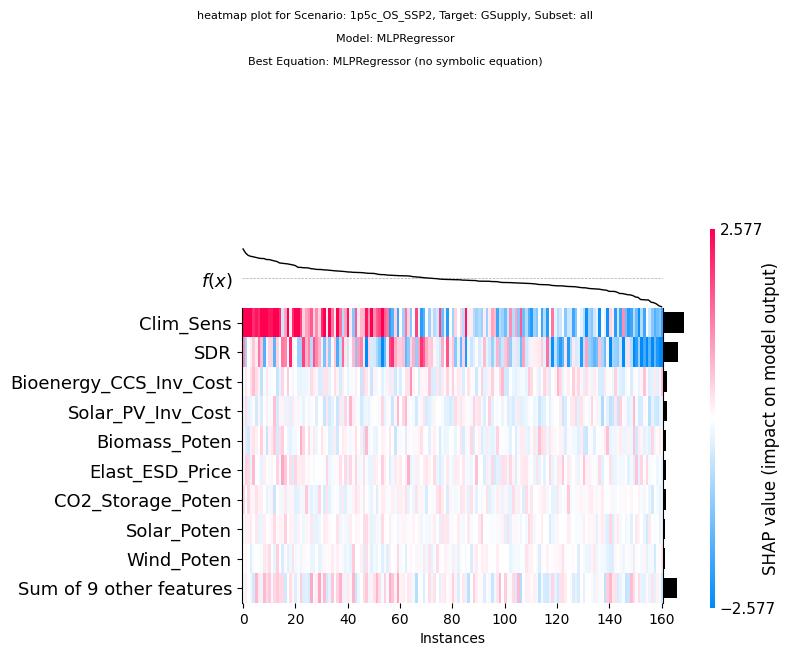 heatmap plot for Scenario: 1p5c_OS_SSP2, Target: GSupply, Subset: all
Model: MLPRegressor
Best Equation: MLPRegressor (no symbolic equation)
2.577
f(x)
Clim_Sens
SDR
Bioenergy_CCS_Inv_Cost
Solar_PV_Inv_Cost
Biomass_Poten
Elast_ESD_Price
CO2_Storage_Poten
Solar_Poten
Wind_Poten
Sum of 9 other features
SHAP value (impact on model output)
−2.577
0 20 40 60 80 100 120 140 160
Instances